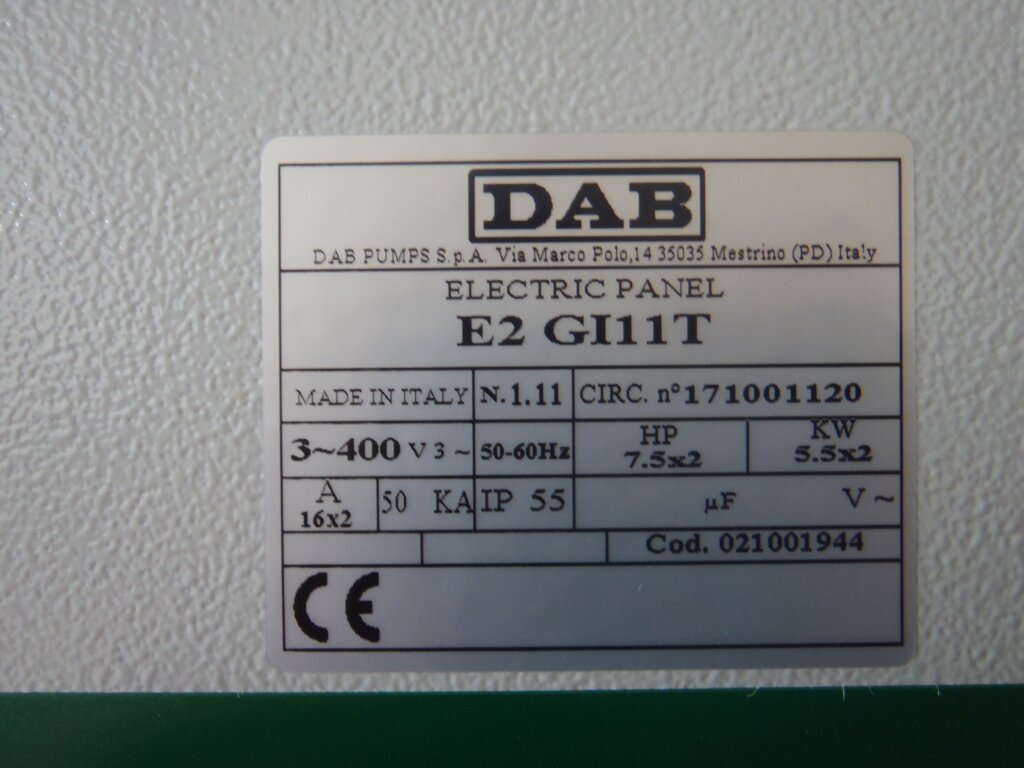 DAB
DAB PUMPS S.p.A. Via Marco Polo,14 35035 Mestrino (PD) Italy
ELECTRIC PANEL
E2 GI11T
MADE IN ITALY N.1.11 CIRC. n°171001120
3~400 V 3 ~ 50-60Hz HP 7.5x2 KW 5.5x2
A 16x2 50 KA IP 55 µF V ~
Cod. 021001944
CE